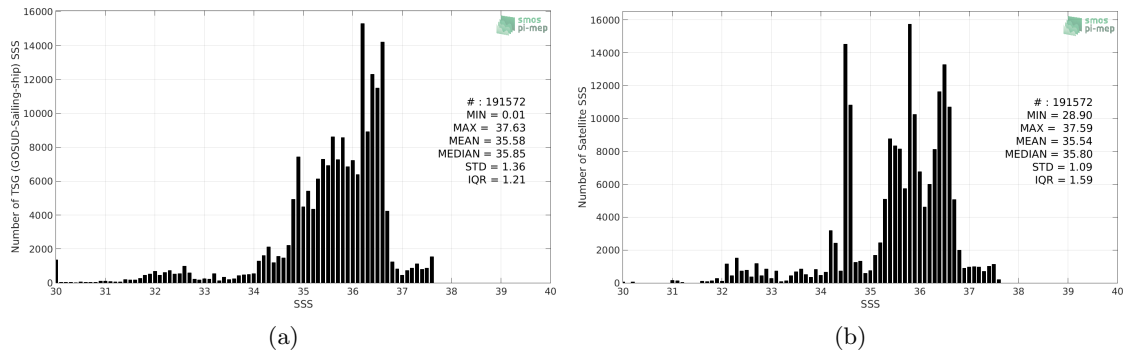 16000
14000
12000
10000
8000
6000
4000
2000
0
Number of TSG (GOSUD-Sailing-ship) SSS
smos
pi-mep
# : 191572
MIN = 0.01
MAX = 37.63
MEAN = 35.58
MEDIAN = 35.85
STD = 1.36
IQR = 1.21
30 31 32 33 34 35 36 37 38 39 40
SSS
(a)
16000
14000
12000
10000
8000
6000
4000
2000
0
Number of Satellite SSS
smos
pi-mep
# : 191572
MIN = 28.90
MAX = 37.59
MEAN = 35.54
MEDIAN = 35.80
STD = 1.09
IQR = 1.59
30 31 32 33 34 35 36 37 38 39 40
SSS
(b)